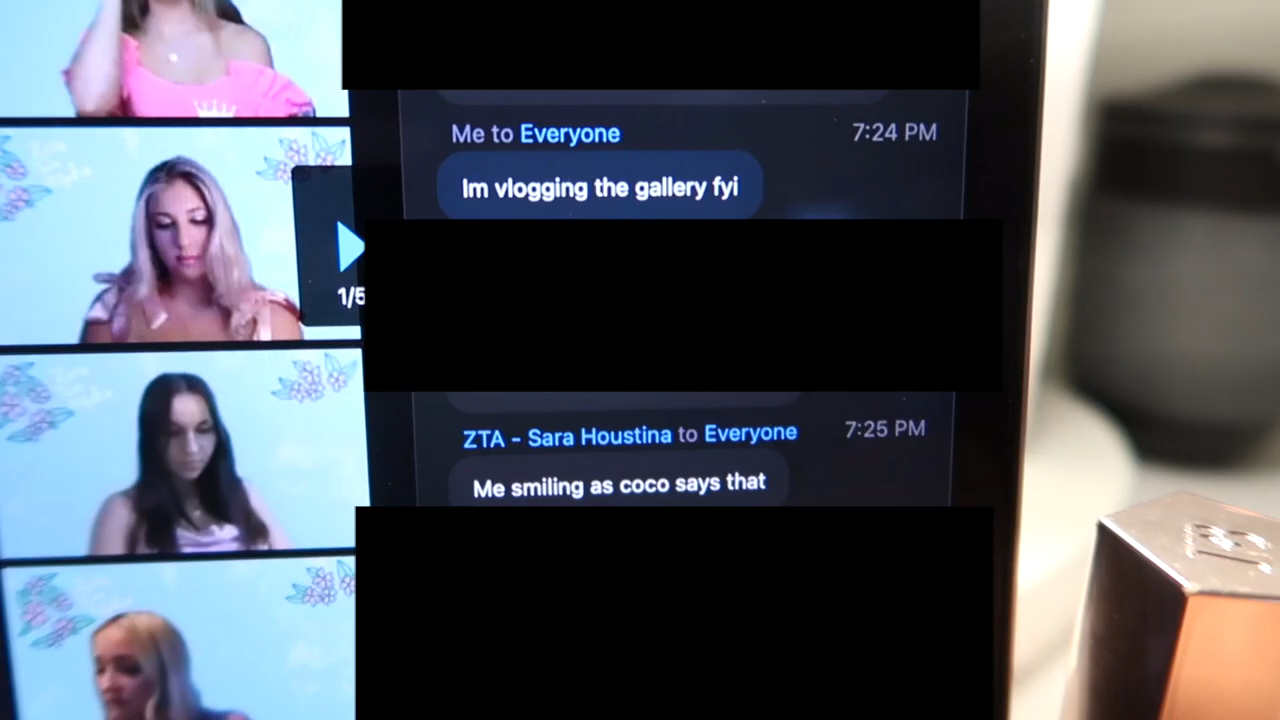 Me to Everyone 7:24 PM
Im vlogging the gallery fyi
1/5
ZTA - Sara Houstina to Everyone 7:25 PM
Me smiling as coco says that